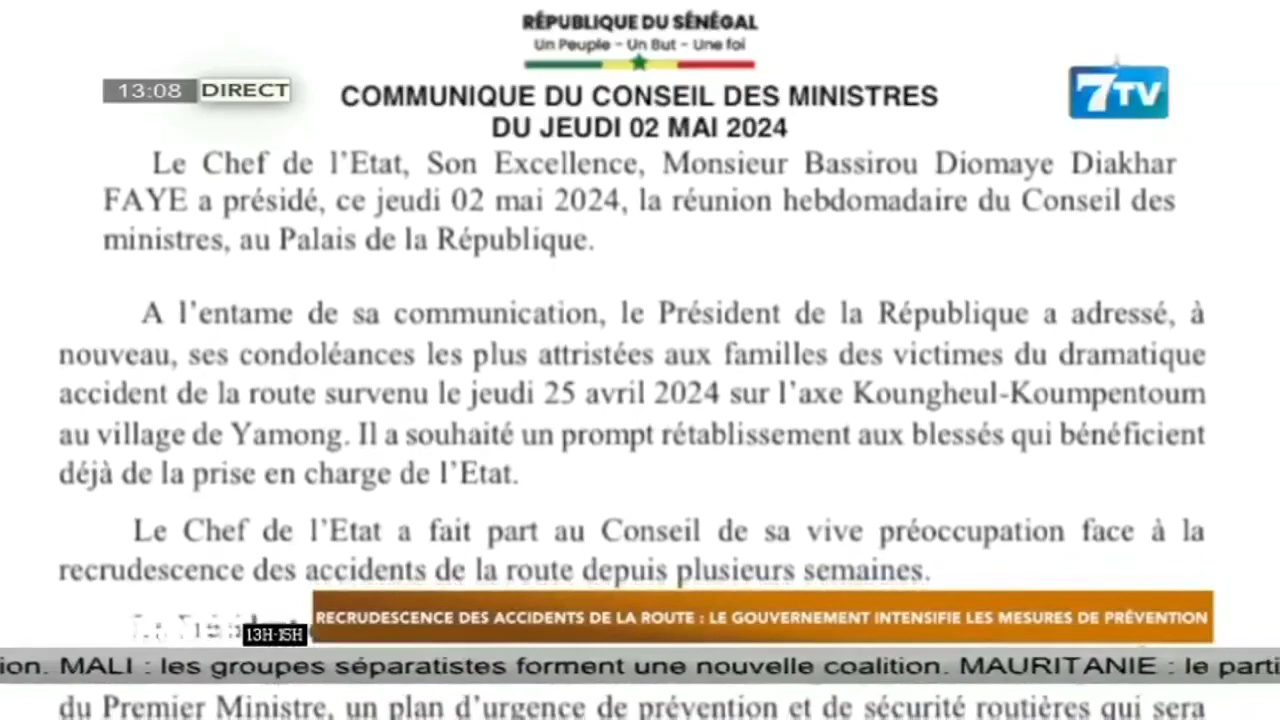 RÉPUBLIQUE DU SÉNÉGAL
Un Peuple - Un But - Une foi
13:08 DIRECT
7TV
COMMUNIQUE DU CONSEIL DES MINISTRES
DU JEUDI 02 MAI 2024
Le Chef de l'Etat, Son Excellence, Monsieur Bassirou Diomaye Diakhar
FAYE a présidé, ce jeudi 02 mai 2024, la réunion hebdomadaire du Conseil des
ministres, au Palais de la République.
A l'entame de sa communication, le Président de la République a adressé, à
nouveau, ses condoléances les plus attristées aux familles des victimes du dramatique
accident de la route survenu le jeudi 25 avril 2024 sur l'axe Koungheul-Koumpentoum
au village de Yamong. Il a souhaité un prompt rétablissement aux blessés qui bénéficient
déjà de la prise en charge de l'Etat.
Le Chef de l'Etat a fait part au Conseil de sa vive préoccupation face à la
recrudescence des accidents de la route depuis plusieurs semaines.
RECRUDESCENCE DES ACCIDENTS DE LA ROUTE : LE GOUVERNEMENT INTENSIFIE LES MESURES DE PRÉVENTION
13H-15H
ion. MALI : les groupes séparatistes forment une nouvelle coalition. MAURITANIE : le parti
du Premier Ministre, un plan d'urgence de prévention et de sécurité routières qui sera